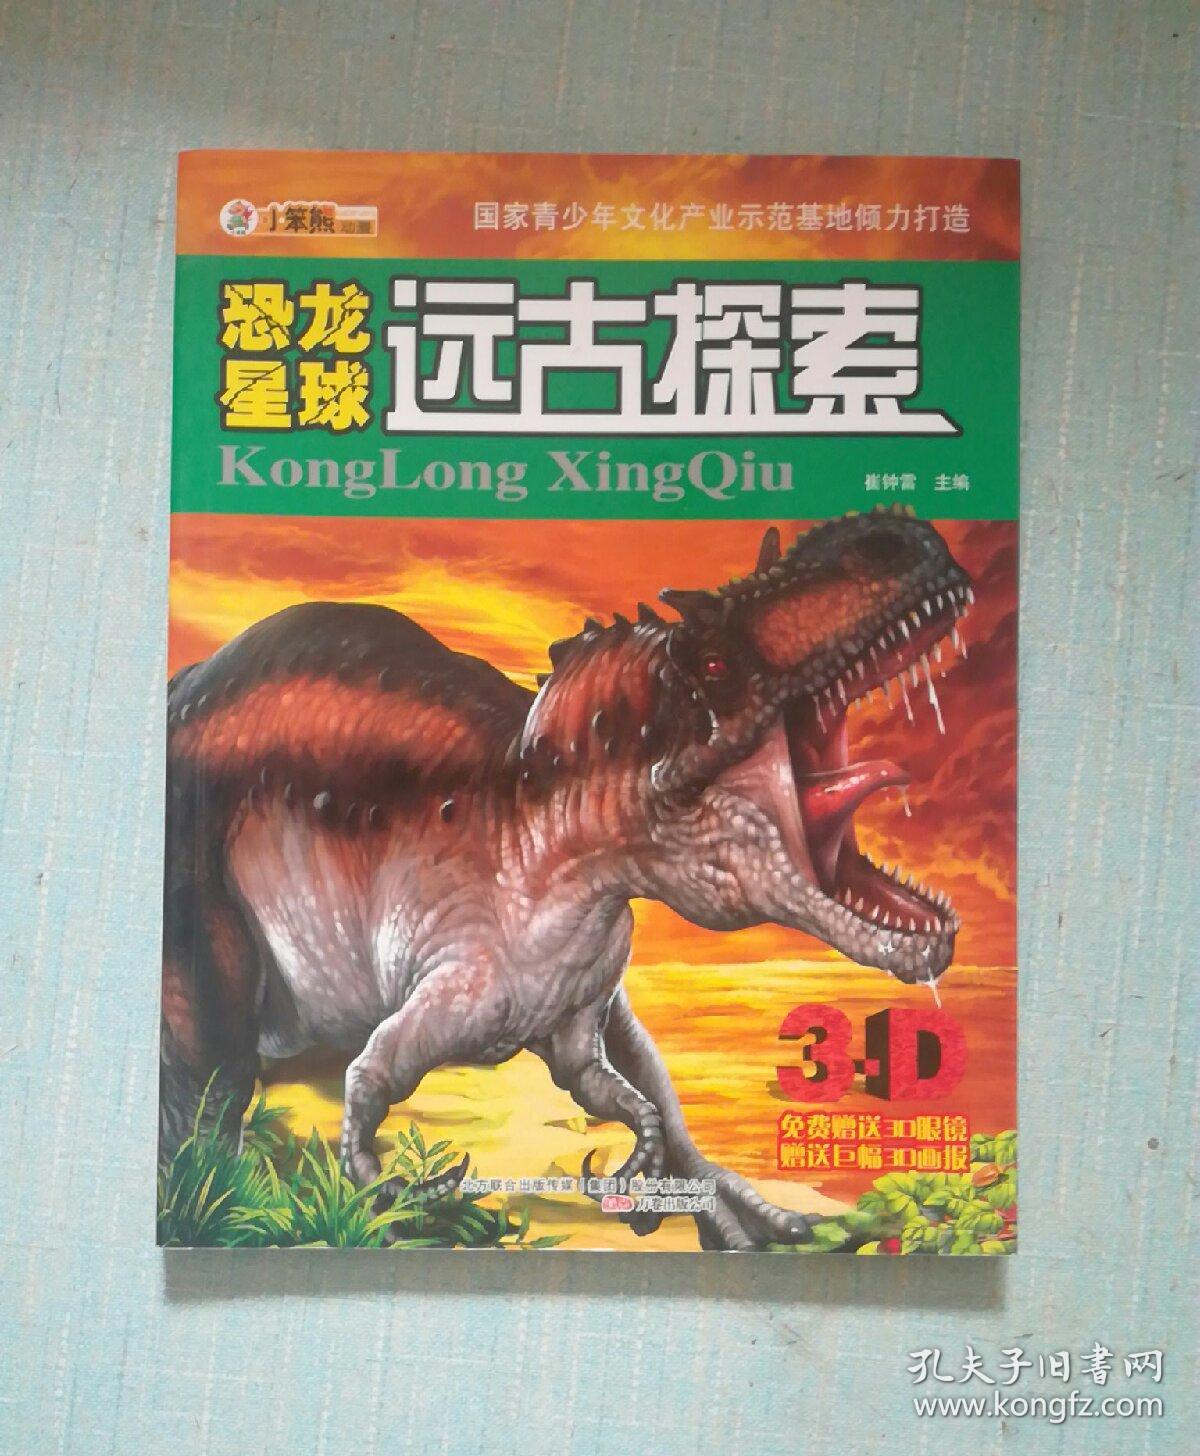 小笨熊 动漫
国家青少年文化产业示范基地倾力打造
恐龙
星球
远古探索
KongLong XingQiu
崔钟雷 主编
3-D
免费赠送3D眼镜
赠送巨幅3D画报
北方联合出版传媒（集团）股份有限公司
万卷出版公司
孔夫子旧書网
www.kongfz.com